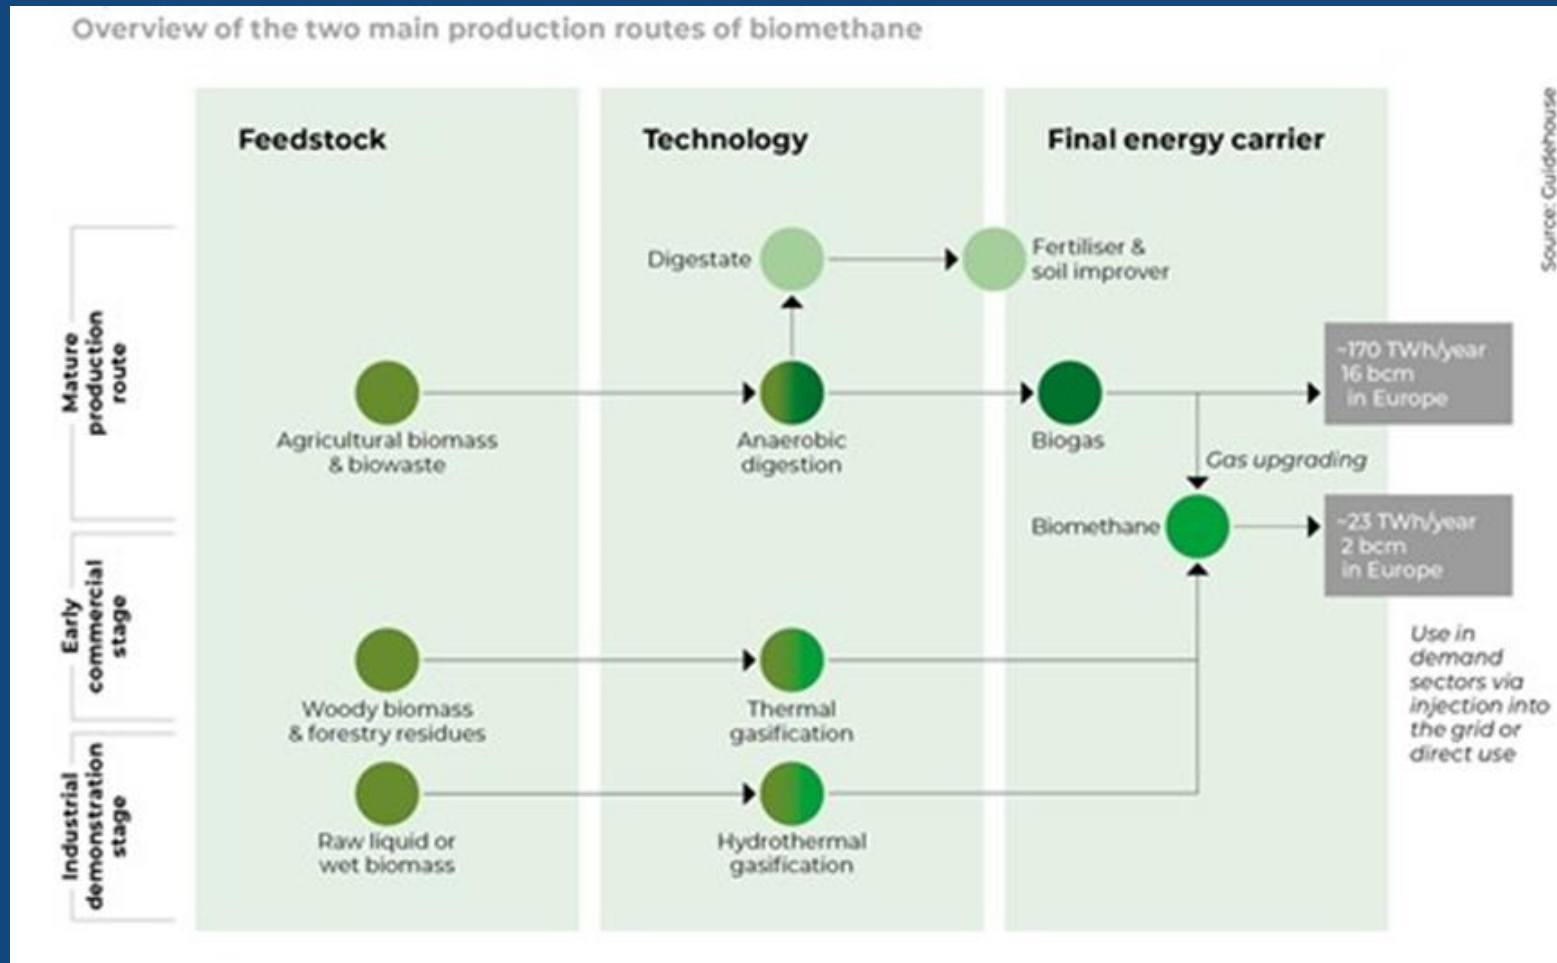 Overview of the two main production routes of biomethane
Source: Guidehouse
Feedstock
Technology
Final energy carrier
Mature
production
route
Digestate
Fertiliser &
soil improver
Agricultural biomass
& biowaste
Anaerobic
digestion
Biogas
~170 TWh/year
16 bcm
in Europe
Gas upgrading
Biomethane
~23 TWh/year
2 bcm
in Europe
Early
commercial
stage
Woody biomass
& forestry residues
Thermal
gasification
Use in
demand
sectors via
injection into
the grid or
direct use
Industrial
demonstration
stage
Raw liquid or
wet biomass
Hydrothermal
gasification